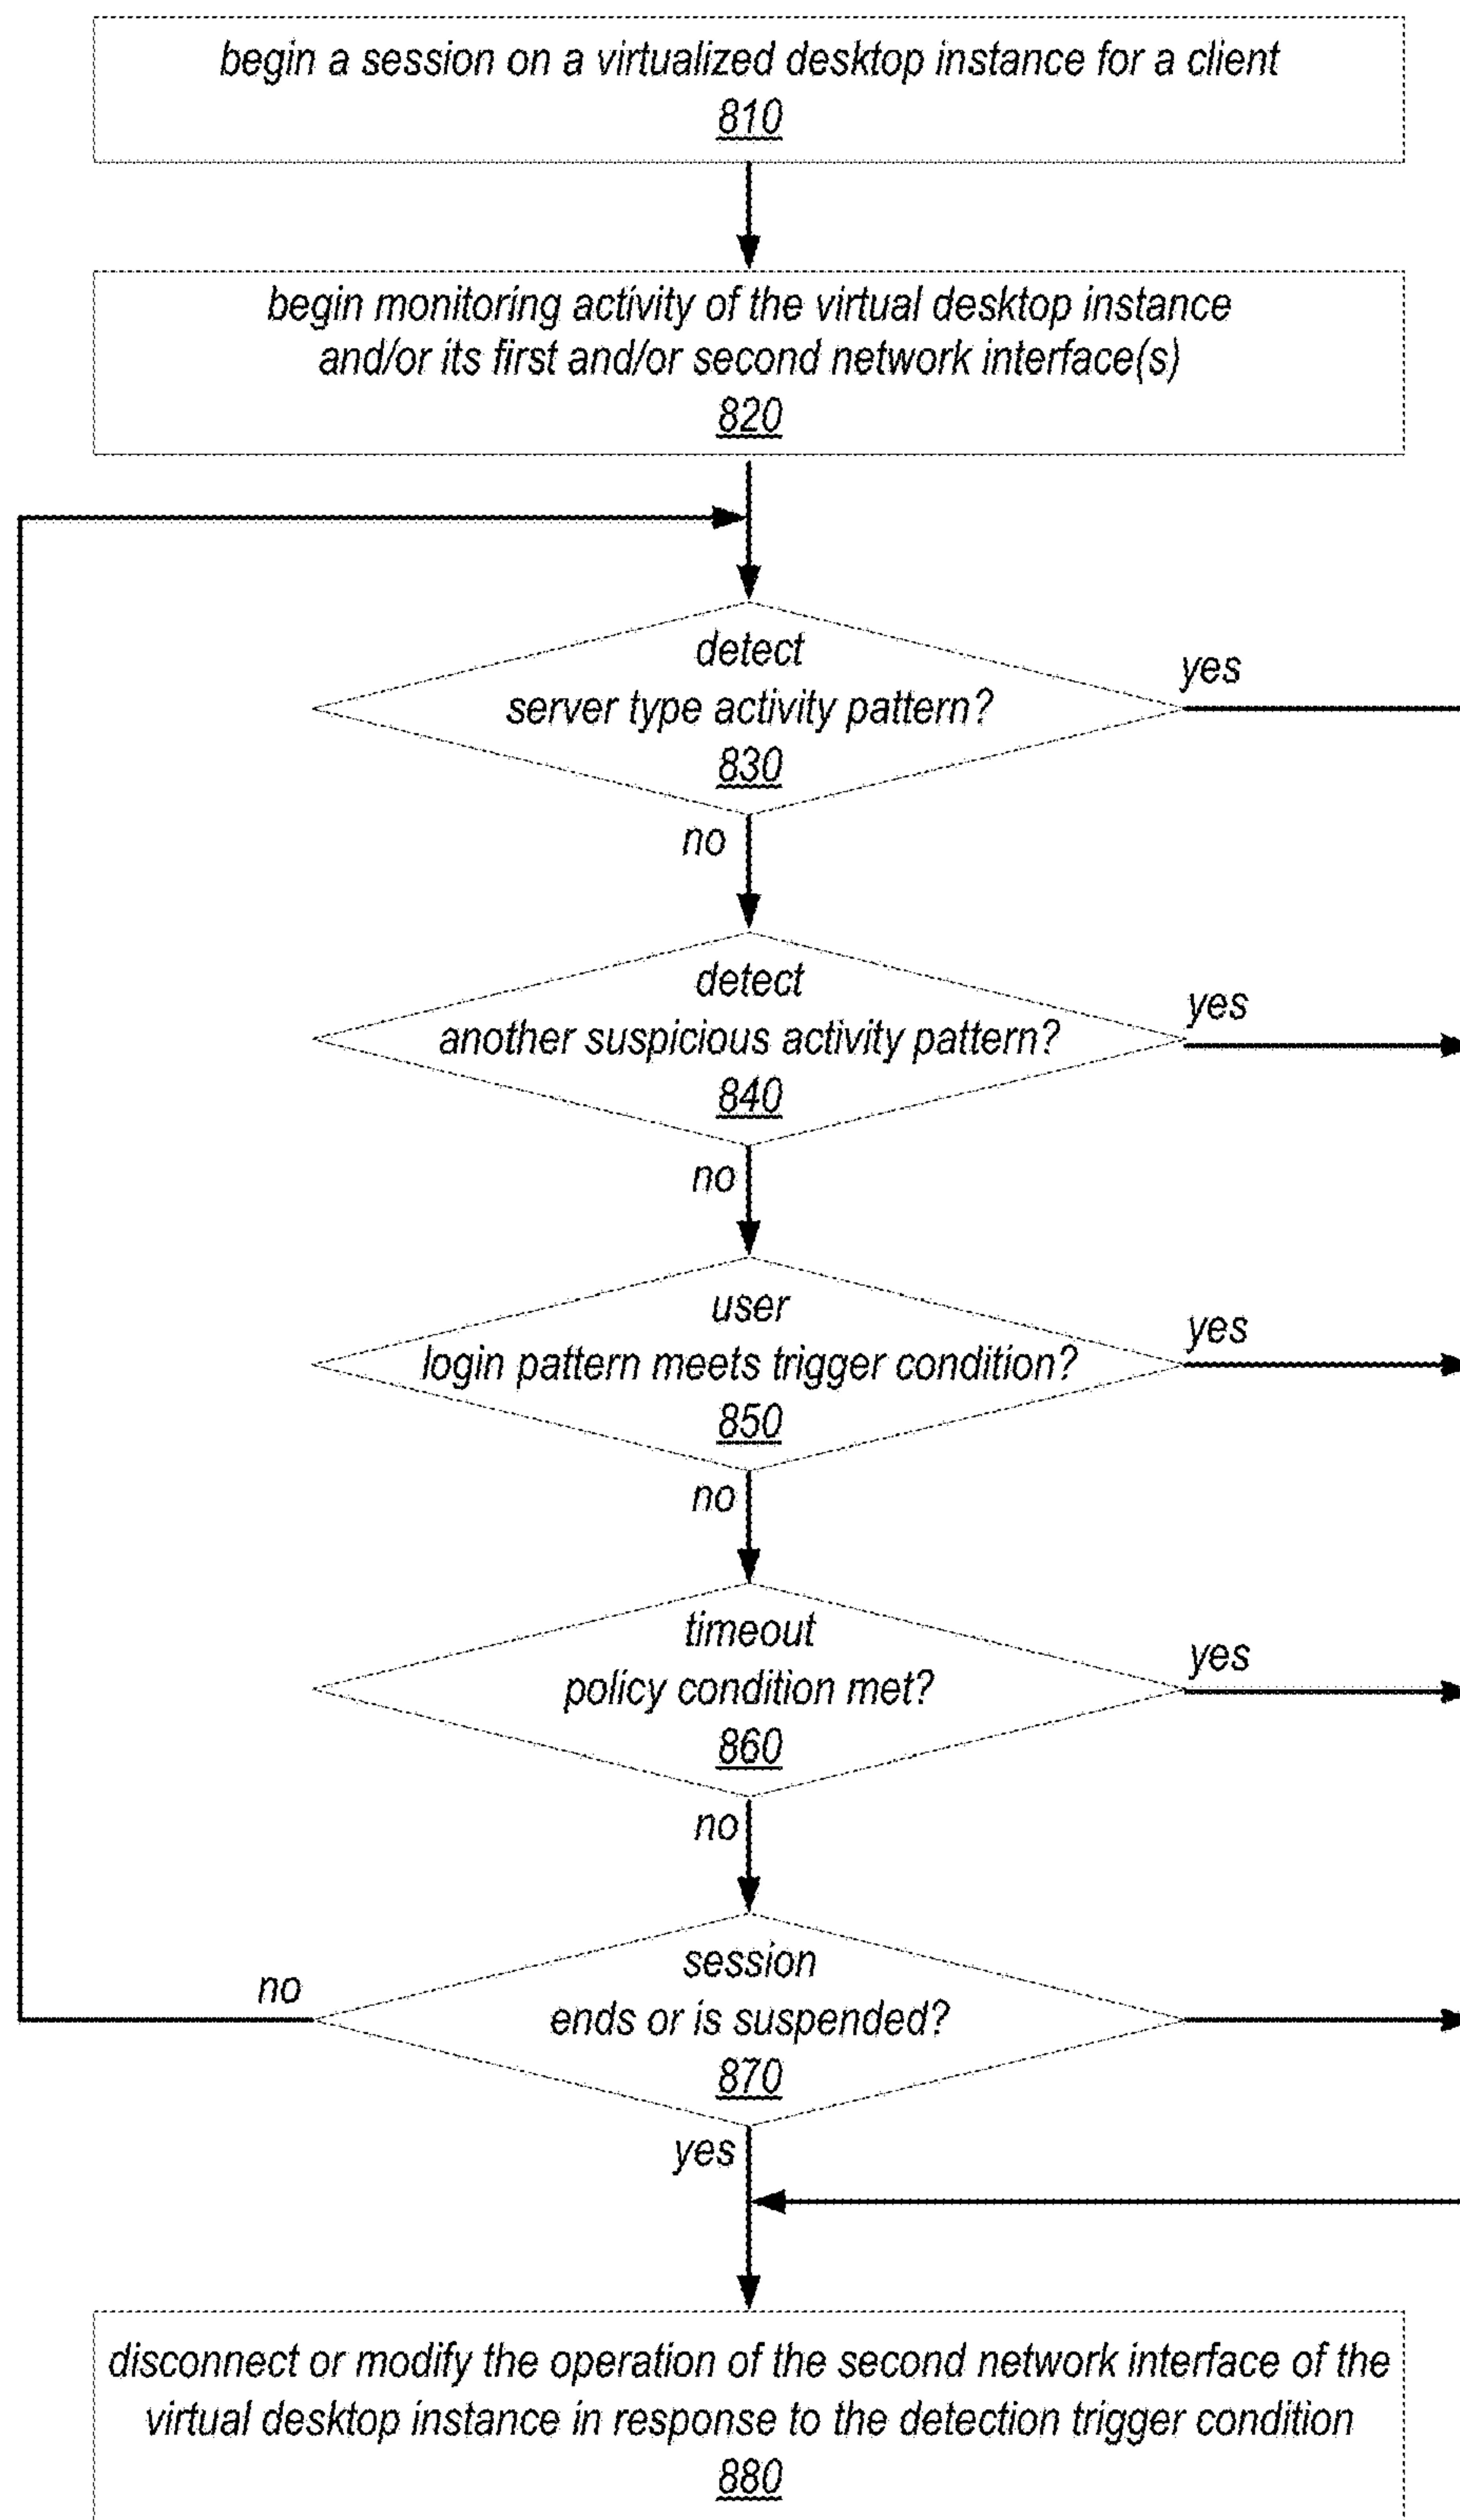 begin a session on a virtualized desktop instance for a client
810
begin monitoring activity of the virtual desktop instance
and/or its first and/or second network interface(s)
820
detect
server type activity pattern?
830
yes
no
detect
another suspicious activity pattern?
840
yes
no
user
login pattern meets trigger condition?
850
yes
no
timeout
policy condition met?
860
yes
no
session
ends or is suspended?
870
no
yes
disconnect or modify the operation of the second network interface of the
virtual desktop instance in response to the detection trigger condition
880